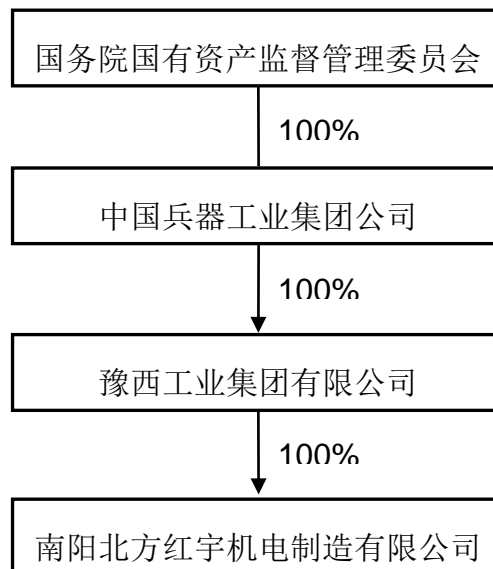 国务院国有资产监督管理委员会
100%
中国兵器工业集团公司
100%
豫西工业集团有限公司
100%
南阳北方红宇机电制造有限公司